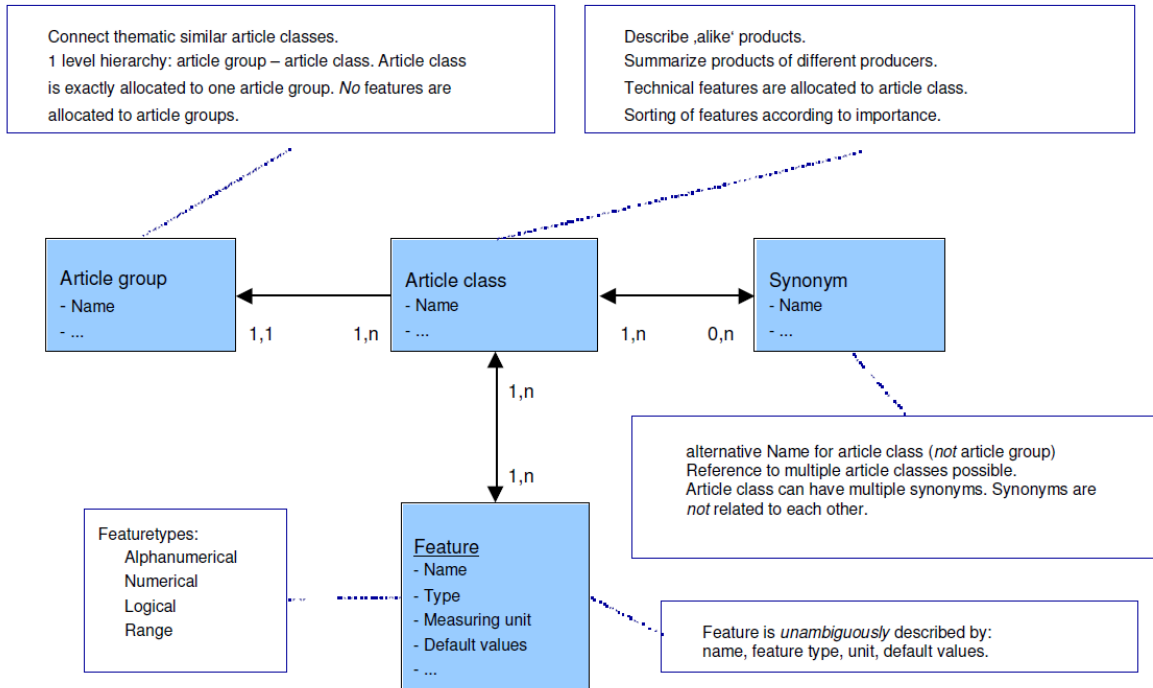 Connect thematic similar article classes.
1 level hierarchy: article group – article class. Article class
is exactly allocated to one article group. No features are
allocated to article groups.
Describe ‚alike‘ products.
Summarize products of different producers.
Technical features are allocated to article class.
Sorting of features according to importance.
Article group
- Name
- ...
Article class
- Name
- ...
Synonym
- Name
- ...
1,1
1,n
1,n
0,n
1,n
1,n
alternative Name for article class (not article group)
Reference to multiple article classes possible.
Article class can have multiple synonyms. Synonyms are
not related to each other.
Featuretypes:
Alphanumerical
Numerical
Logical
Range
Feature
- Name
- Type
- Measuring unit
- Default values
- ...
Feature is unambiguously described by:
name, feature type, unit, default values.